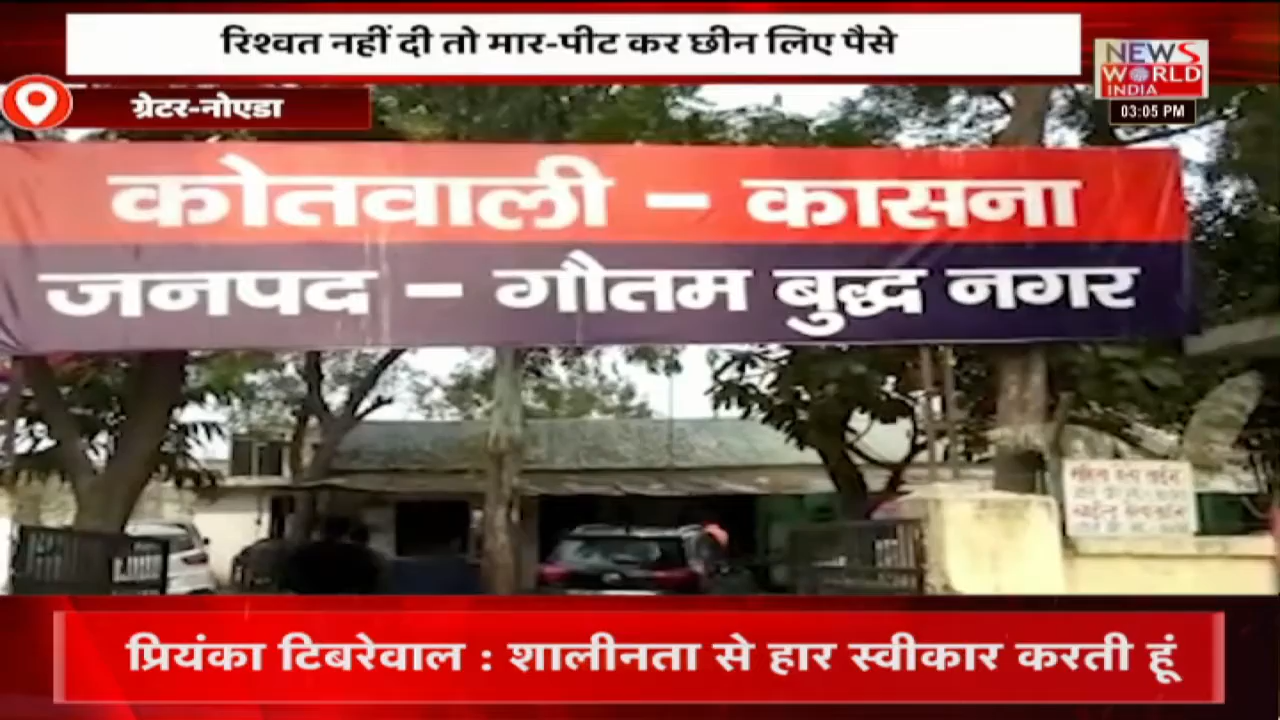 रिश्वत नहीं दी तो मार-पीट कर छीन लिए पैसे
NEWS
WORLD
INDIA
03:05 PM
ग्रेटर-नोएडा
कोतवाली - कासना
जनपद - गौतम बुद्ध नगर
प्रियंका टिबरेवाल : शालीनता से हार स्वीकार करती हूं